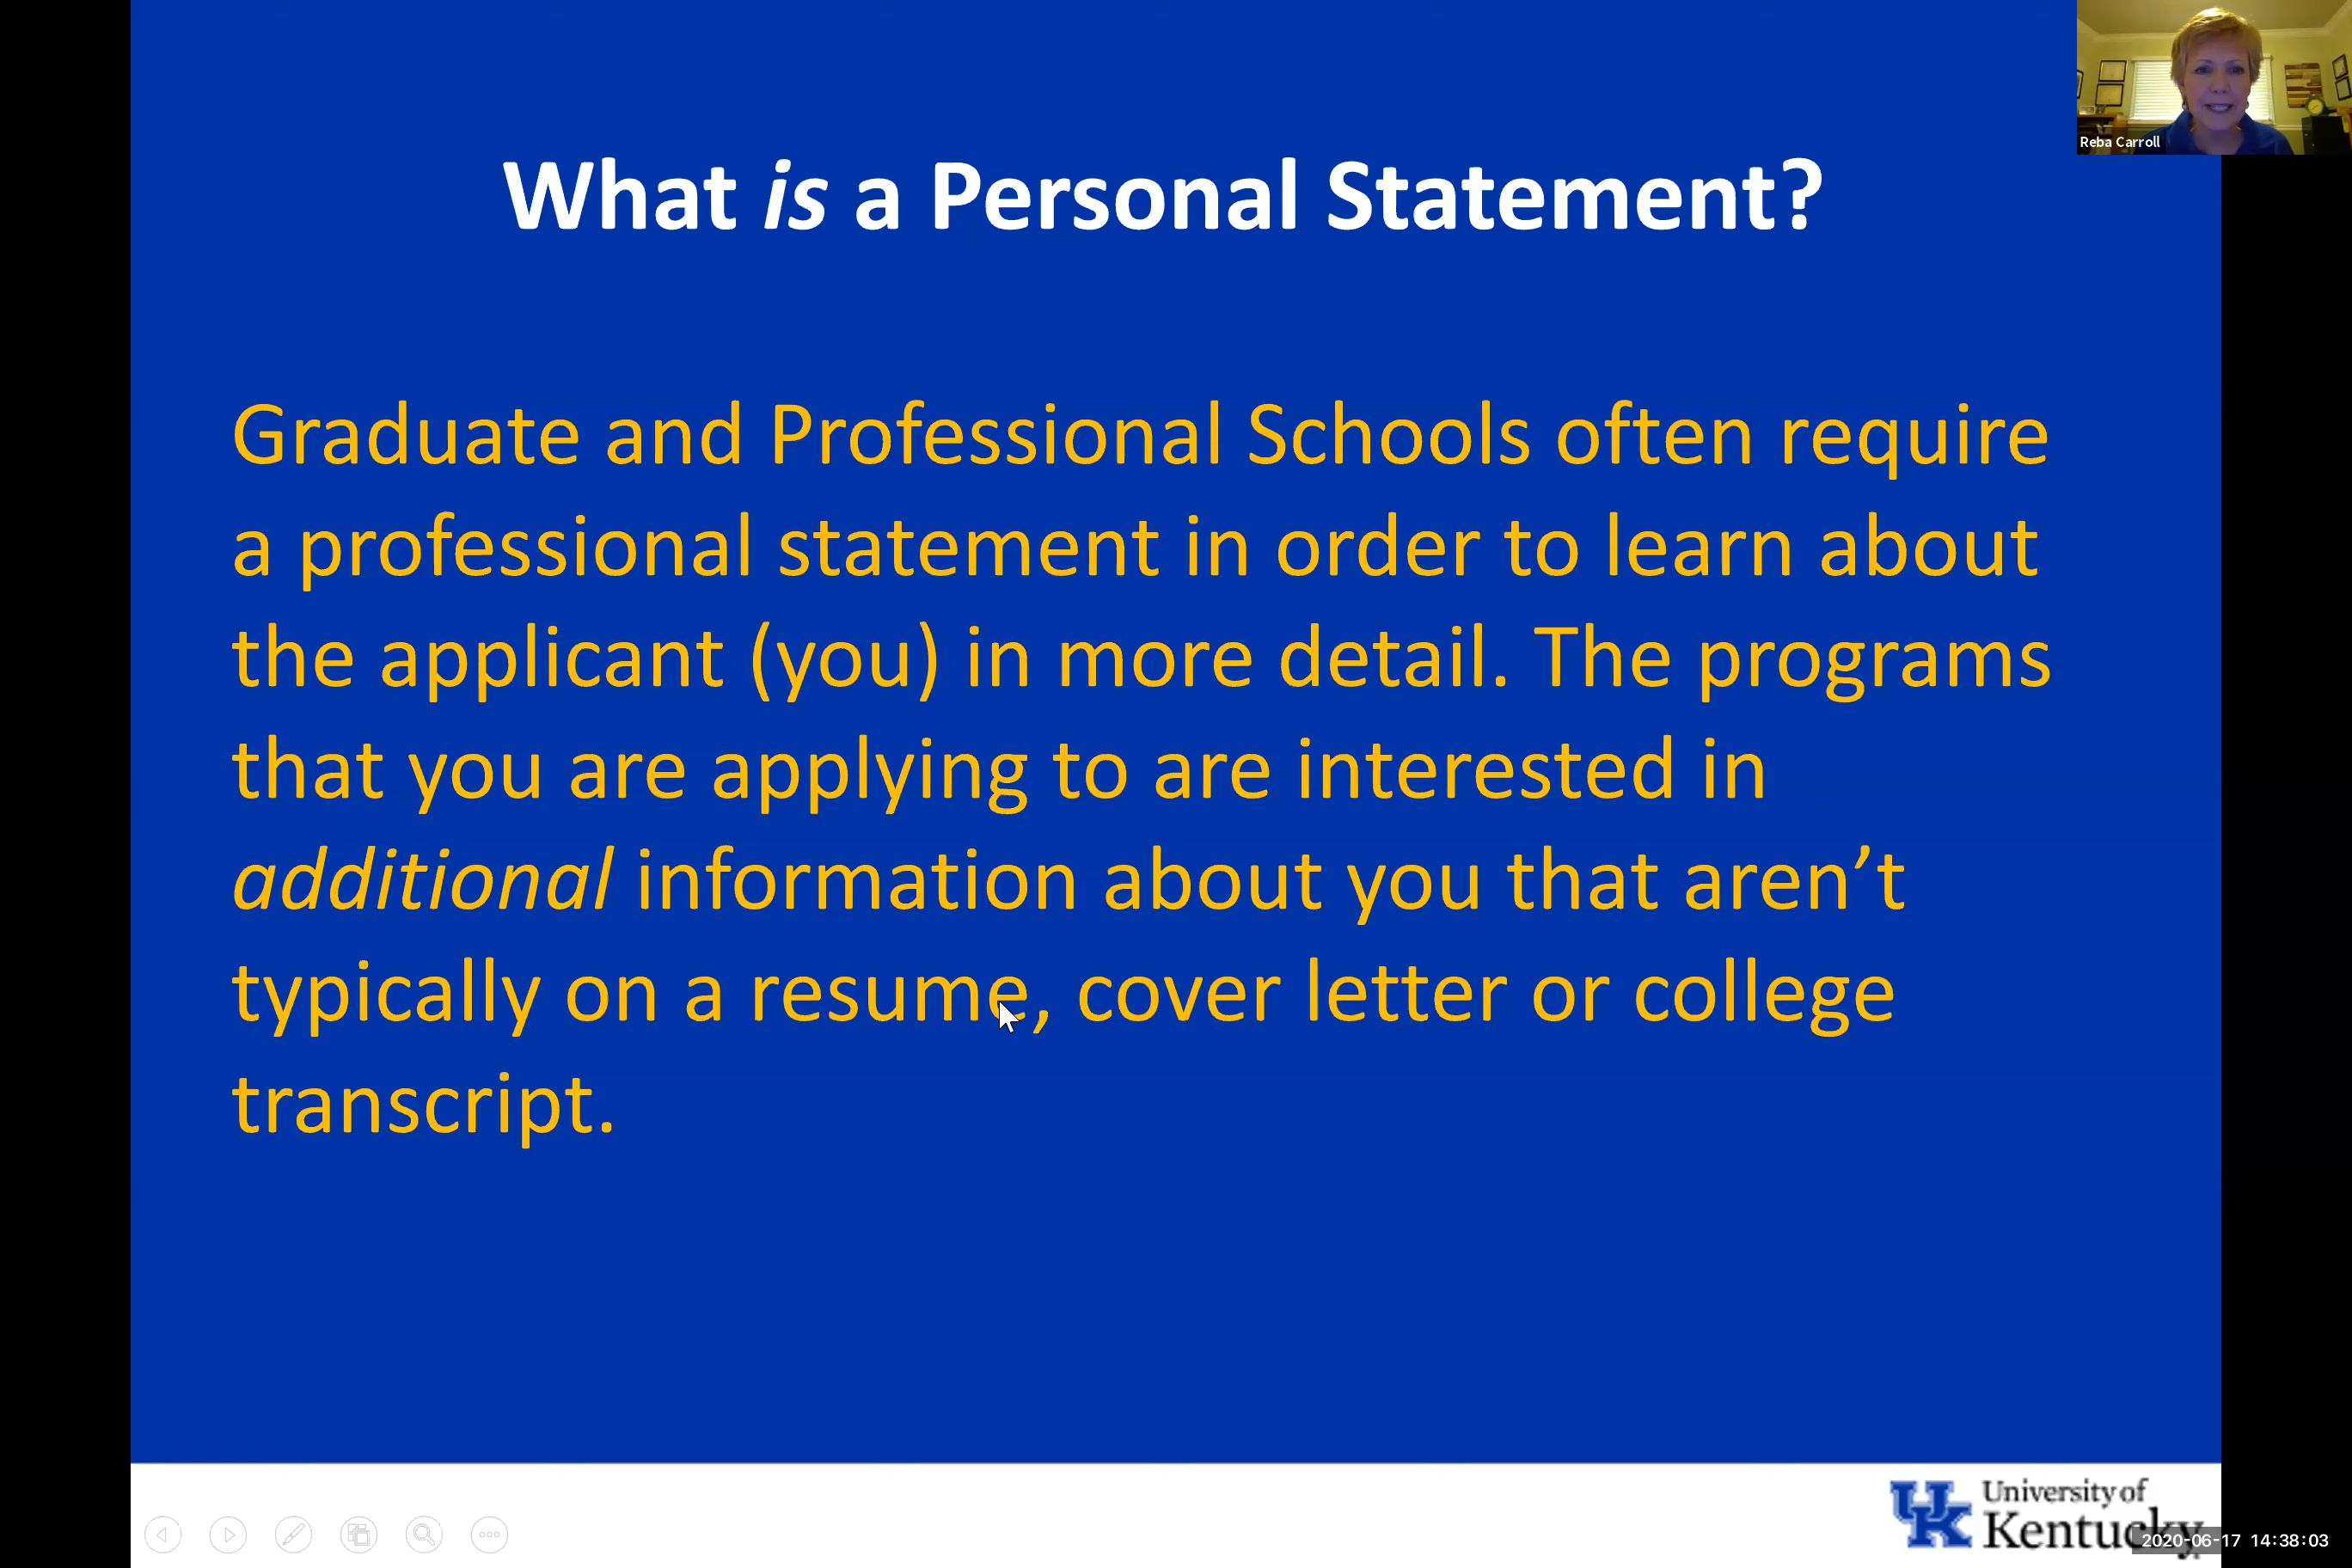 Reba Carroll
What is a Personal Statement?
Graduate and Professional Schools often require
a professional statement in order to learn about
the applicant (you) in more detail. The programs
that you are applying to are interested in
additional information about you that aren’t
typically on a resume, cover letter or college
transcript.
University of
Kentucky
2020-06-17 14:38:03